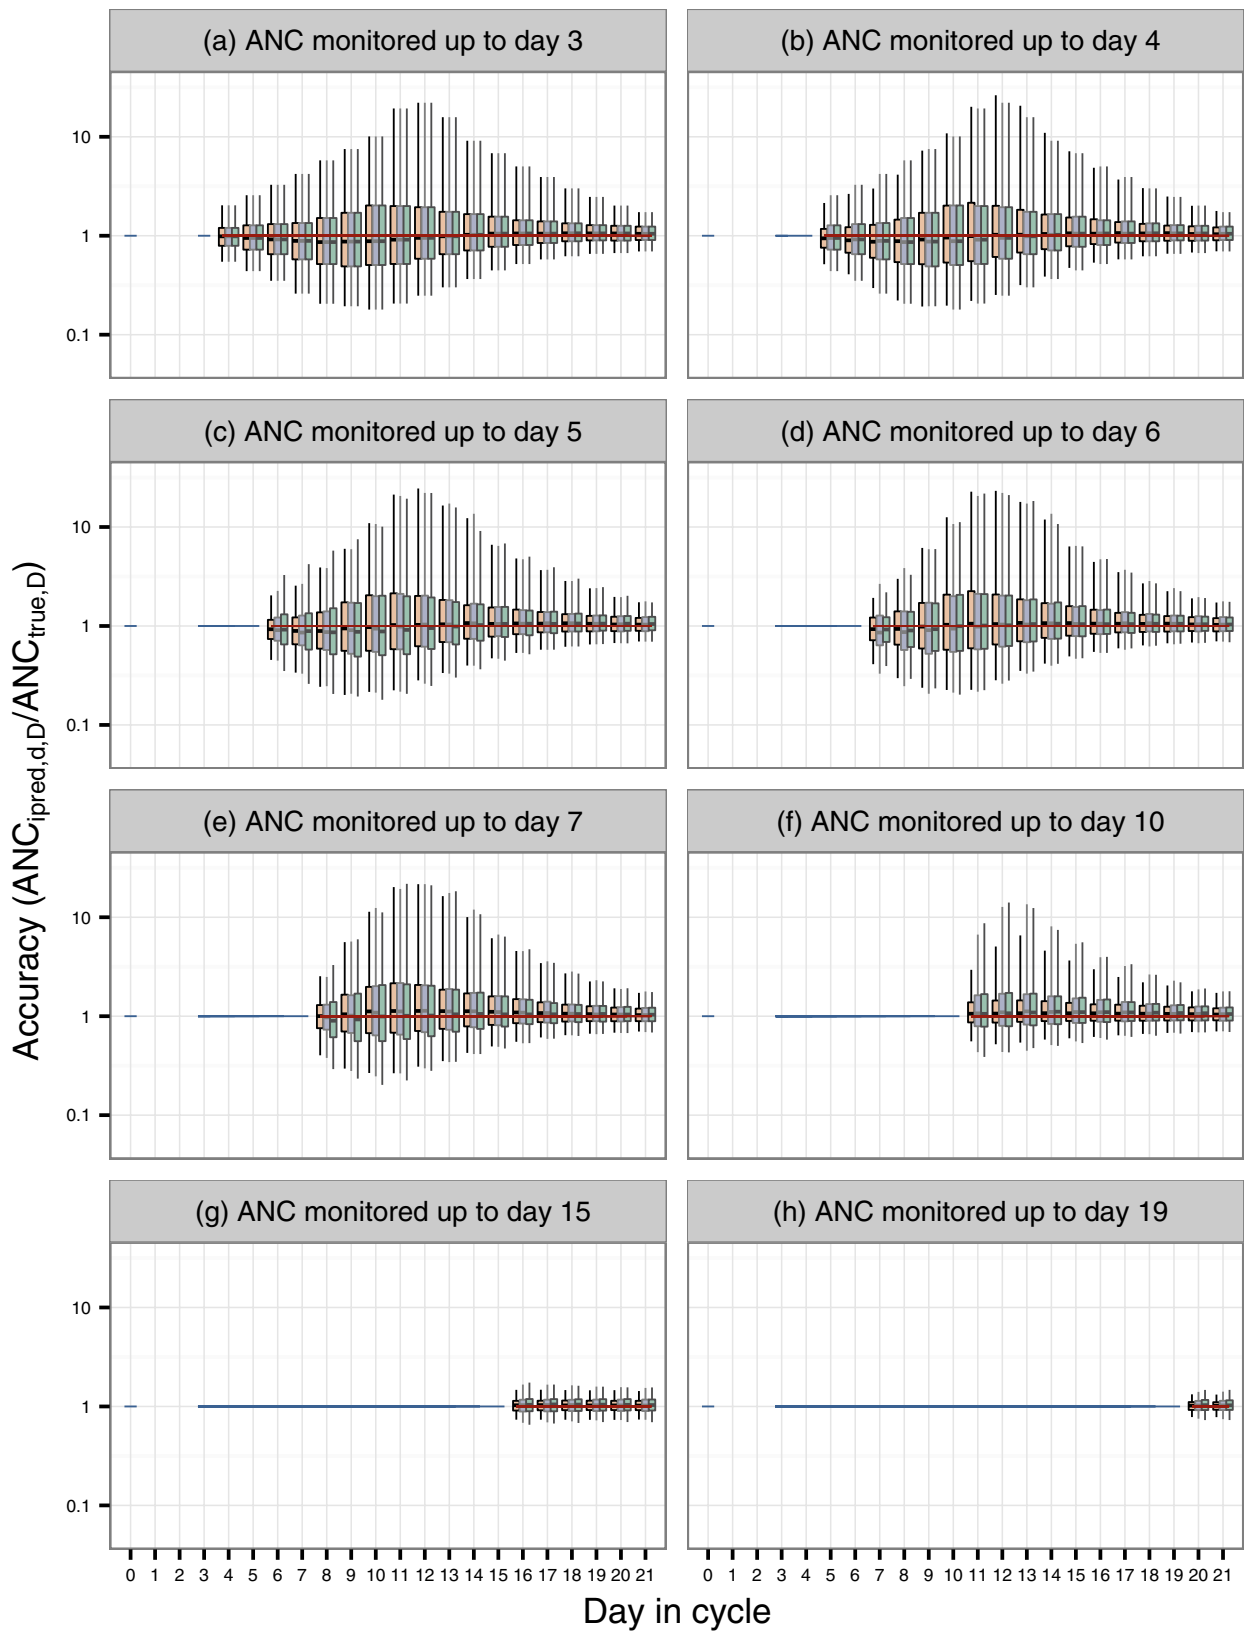 (a) ANC monitored up to day 3
(b) ANC monitored up to day 4
10
1
0.1
(c) ANC monitored up to day 5
(d) ANC monitored up to day 6
10
1
0.1
(e) ANC monitored up to day 7
(f) ANC monitored up to day 10
10
1
0.1
(g) ANC monitored up to day 15
(h) ANC monitored up to day 19
10
1
0.1
Accuracy (ANCipred,d,D/ANCtrue,D)
0 1 2 3 4 5 6 7 8 9 10 11 12 13 14 15 16 17 18 19 20 21
0 1 2 3 4 5 6 7 8 9 10 11 12 13 14 15 16 17 18 19 20 21
Day in cycle